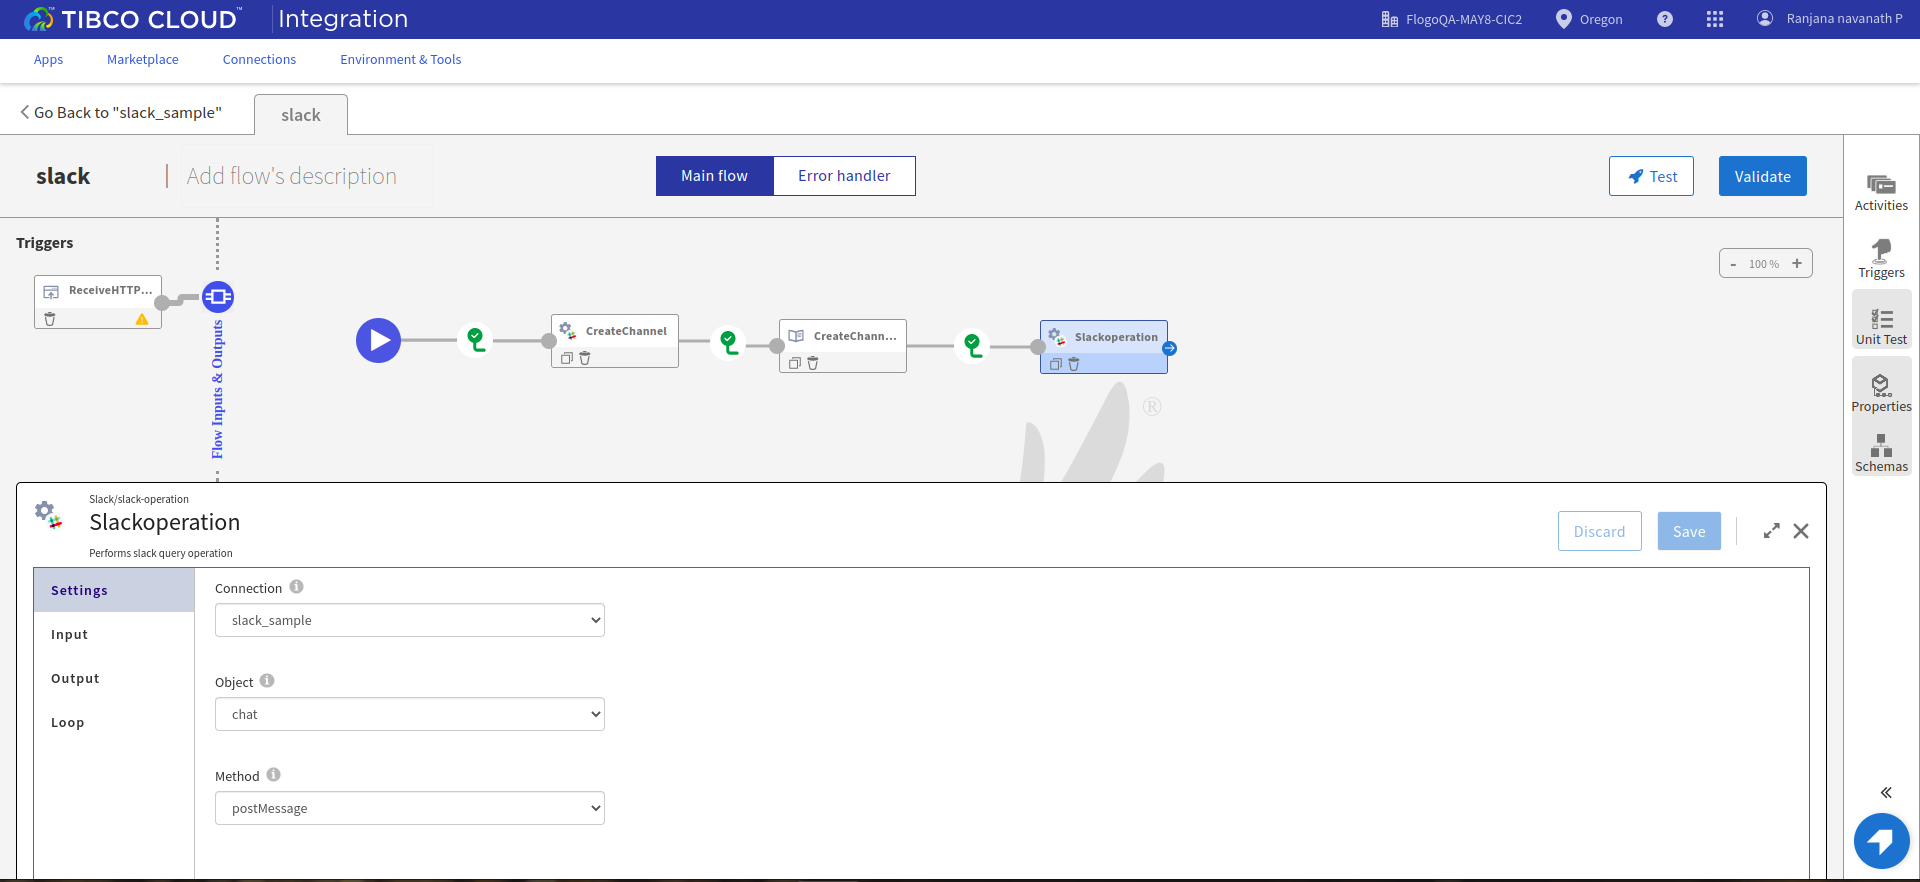 TIBCO CLOUD™ Integration
FlogoQA-MAY8-CIC2 Oregon ? Ranjana navanath P
Apps Marketplace Connections Environment & Tools
Go Back to "slack_sample" slack
slack Add flow's description Main flow Error handler Test Validate
Triggers
- 100 % +
ReceiveHTTP...
Flow Inputs & Outputs
CreateChannel
CreateChann...
Slackoperation
®
Activities
Triggers
Unit Test
Properties
Schemas
Slack/slack-operation
Slackoperation
Performs slack query operation
Discard Save
Settings
Input
Output
Loop
Connection i
slack_sample
Object i
chat
Method i
postMessage